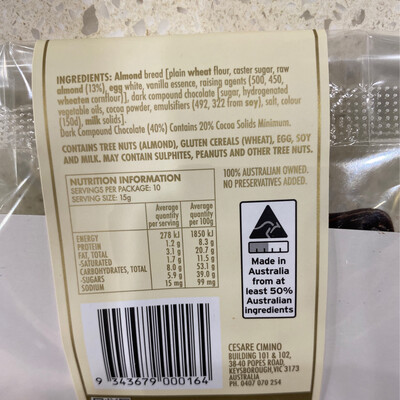 INGREDIENTS: Almond bread [plain wheat flour, caster sugar, raw
almond (13%), egg white, vanilla essence, raising agents (500, 450,
wheaten cornflour)], dark compound chocolate [sugar, hydrogenated
vegetable oils, cocoa powder, emulsifiers (492, 322 from soy), salt, colour
(150d), milk solids].
Dark Compound Chocolate (40%) Contains 20% Cocoa Solids Minimum.
CONTAINS TREE NUTS (ALMOND), GLUTEN CEREALS (WHEAT), EGG, SOY
AND MILK. MAY CONTAIN SULPHITES, PEANUTS AND OTHER TREE NUTS.
NUTRITION INFORMATION
SERVINGS PER PACKAGE: 10
SERVING SIZE: 15g
Average quantity per serving
Average quantity per 100g
ENERGY 278 kJ 1850 kJ
PROTEIN 1.2 g 8.3 g
FAT, TOTAL 3.1 g 20.7 g
-SATURATED 1.7 g 11.5 g
CARBOHYDRATES, TOTAL 8.0 g 53.1 g
-SUGARS 5.9 g 39.0 g
SODIUM 15 mg 99 mg
100% AUSTRALIAN OWNED.
NO PRESERVATIVES ADDED.
Made in
Australia
from at
least 50%
Australian
ingredients
9 343679 000164
CESARE CIMINO
BUILDING 101 & 102,
38-40 POPES ROAD,
KEYSBOROUGH, VIC 3173
AUSTRALIA
PH. 0407 070 254